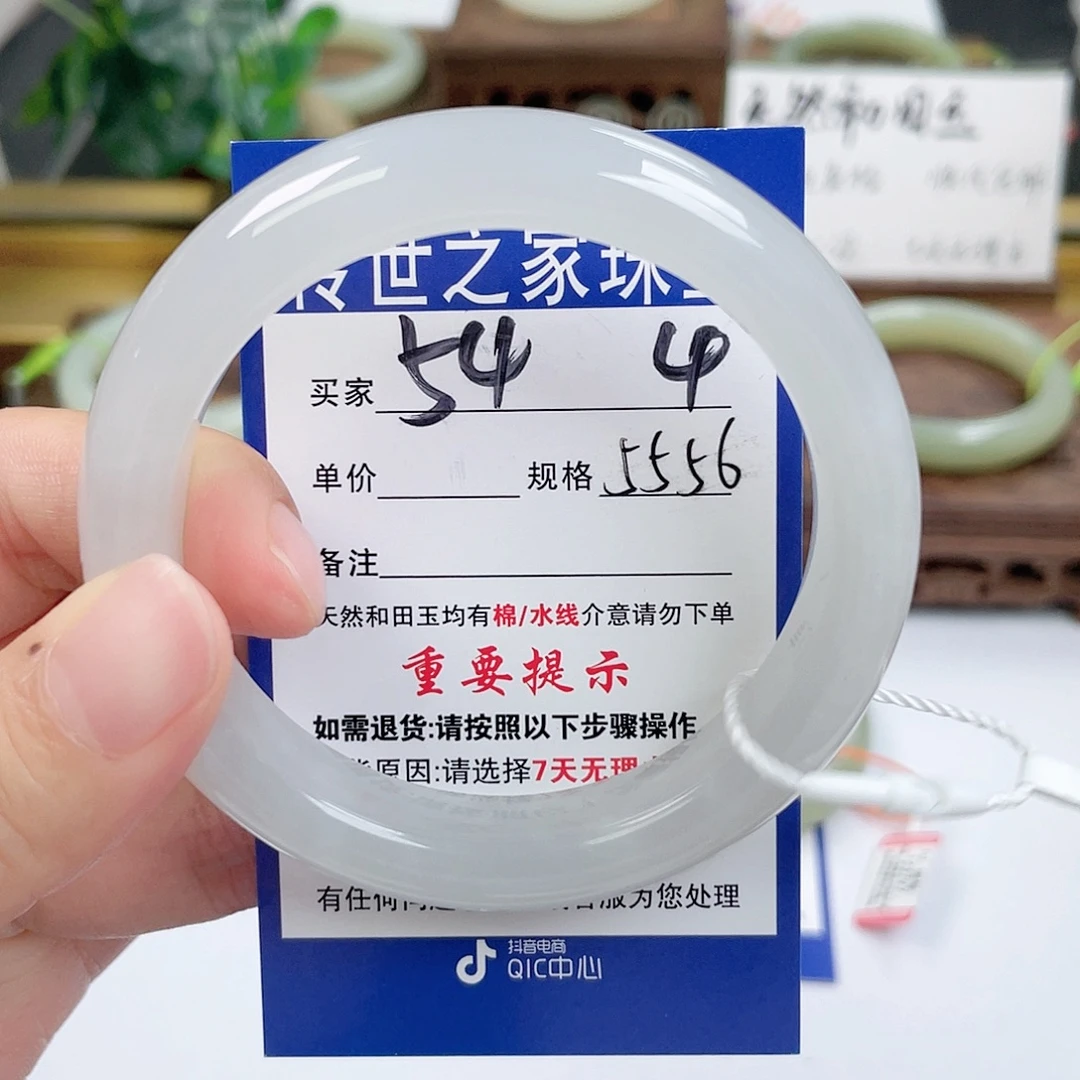 天然和田玉
传世之家珠宝
买家 54 4
单价 规格 5556
备注
天然和田玉均有棉/水线介意请勿下单
重要提示
如需退货:请按照以下步骤操作
原因:请选择7天无理
有任何 服为您处理
抖音电商
QIC中心